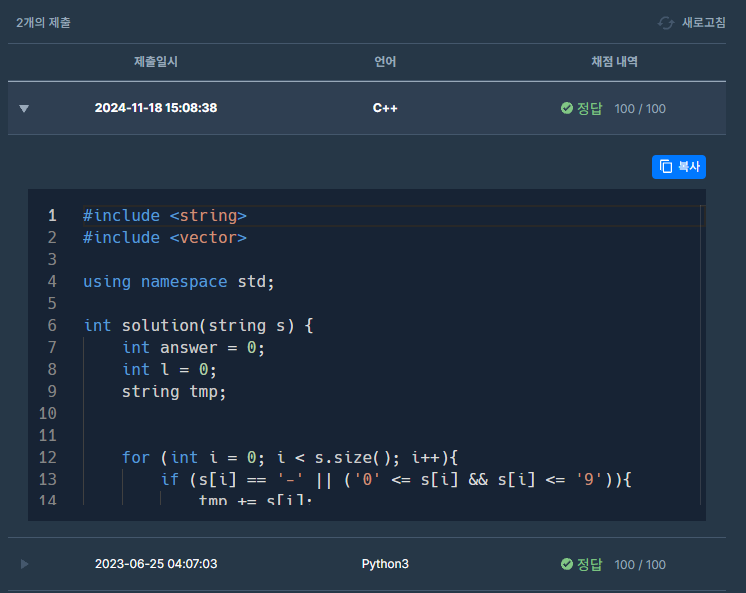 2개의 제출 새로고침
제출일시 언어 채점 내역
2024-11-18 15:08:38 C++ 정답 100 / 100
복사
1 #include <string>
2 #include <vector>
3
4 using namespace std;
5
6 int solution(string s) {
7     int answer = 0;
8     int l = 0;
9     string tmp;
10
11
12     for (int i = 0; i < s.size(); i++){
13         if (s[i] == '-' || ('0' <= s[i] && s[i] <= '9')){
14             tmp += s[i];
2023-06-25 04:07:03 Python3 정답 100 / 100